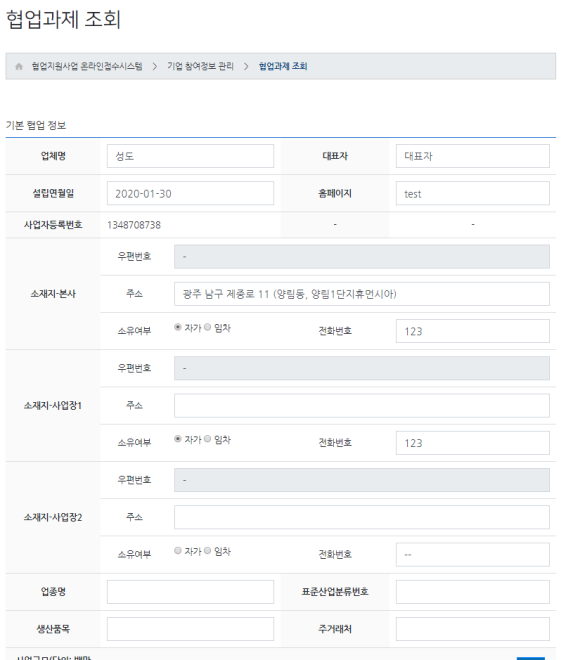 협업과제 조회
협업지원사업 온라인접수시스템 > 기업 참여정보 관리 > 협업과제 조회
기본 협업 정보
업체명 성도 대표자 대표자
설립연월일 2020-01-30 홈페이지 test
사업자등록번호 1348708738 - -
소재지-본사
우편번호 -
주소 광주 남구 제중로 11 (양림동, 양림1단지휴먼시아)
소유여부 자가 임차 전화번호 123
소재지-사업장1
우편번호 -
주소
소유여부 자가 임차 전화번호 123
소재지-사업장2
우편번호 -
주소
소유여부 자가 임차 전화번호 --
업종명 표준산업분류번호
생산품목 주거래처